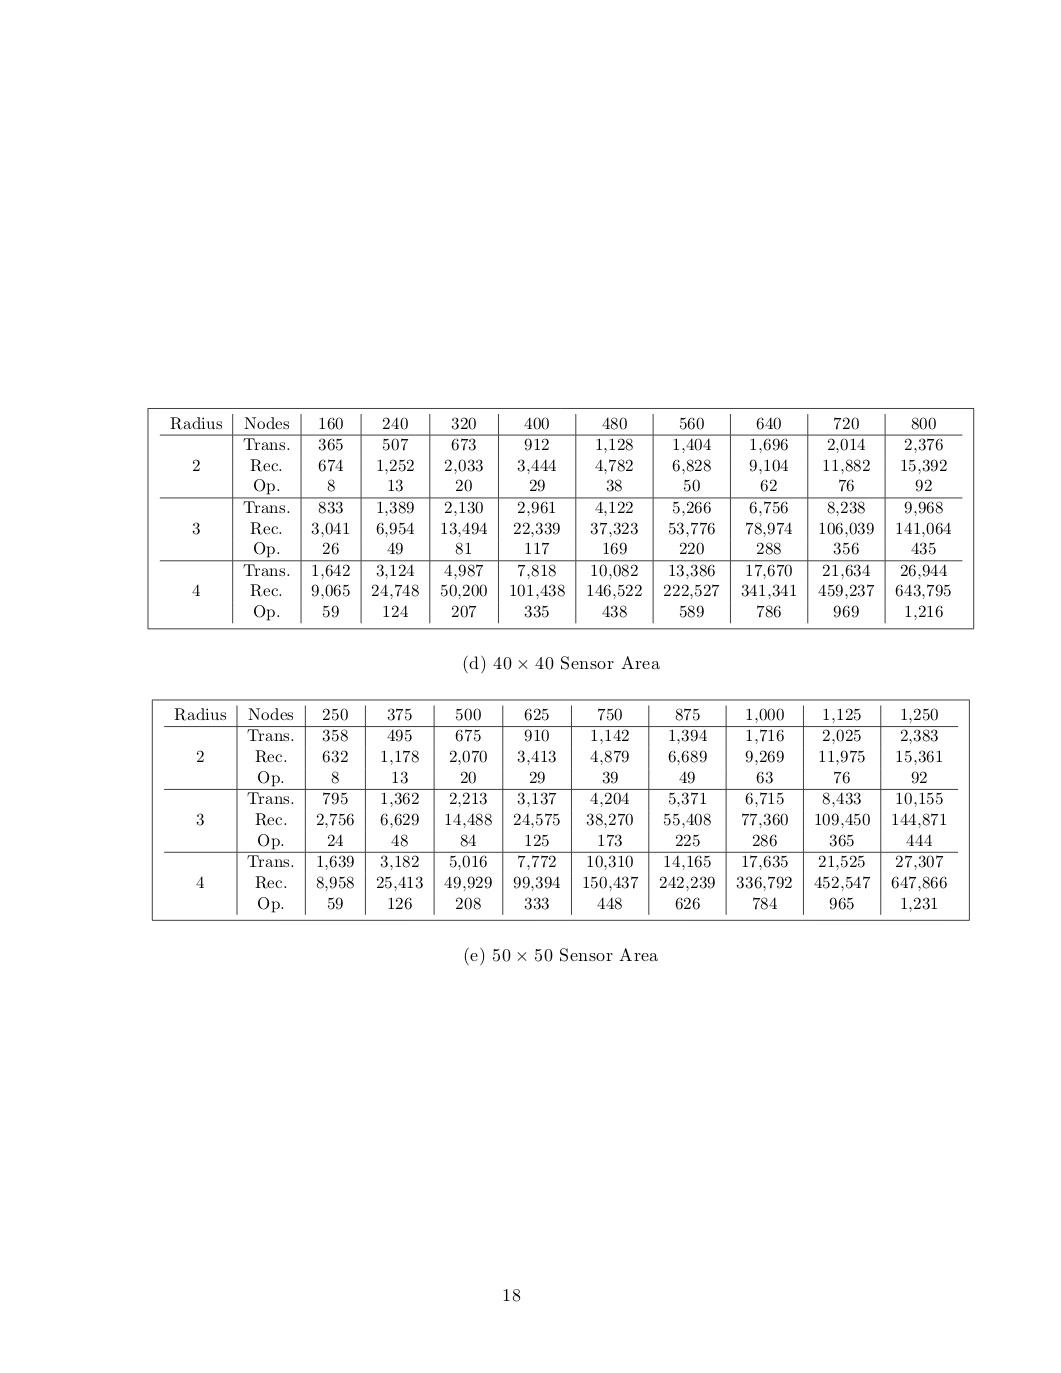 Radius Nodes 160 240 320 400 480 560 640 720 800
Trans. 365 507 673 912 1,128 1,404 1,696 2,014 2,376
2 Rec. 674 1,252 2,033 3,444 4,782 6,828 9,104 11,882 15,392
Op. 8 13 20 29 38 50 62 76 92
Trans. 833 1,389 2,130 2,961 4,122 5,266 6,756 8,238 9,968
3 Rec. 3,041 6,954 13,494 22,339 37,323 53,776 78,974 106,039 141,064
Op. 26 49 81 117 169 220 288 356 435
Trans. 1,642 3,124 4,987 7,818 10,082 13,386 17,670 21,634 26,944
4 Rec. 9,065 24,748 50,200 101,438 146,522 222,527 341,341 459,237 643,795
Op. 59 124 207 335 438 589 786 969 1,216
(d) 40 × 40 Sensor Area
Radius Nodes 250 375 500 625 750 875 1,000 1,125 1,250
Trans. 358 495 675 910 1,142 1,394 1,716 2,025 2,383
2 Rec. 632 1,178 2,070 3,413 4,879 6,689 9,269 11,975 15,361
Op. 8 13 20 29 39 49 63 76 92
Trans. 795 1,362 2,213 3,137 4,204 5,371 6,715 8,433 10,155
3 Rec. 2,756 6,629 14,488 24,575 38,270 55,408 77,360 109,450 144,871
Op. 24 48 84 125 173 225 286 365 444
Trans. 1,639 3,182 5,016 7,772 10,310 14,165 17,635 21,525 27,307
4 Rec. 8,958 25,413 49,929 99,394 150,437 242,239 336,792 452,547 647,866
Op. 59 126 208 333 448 626 784 965 1,231
(e) 50 × 50 Sensor Area
18